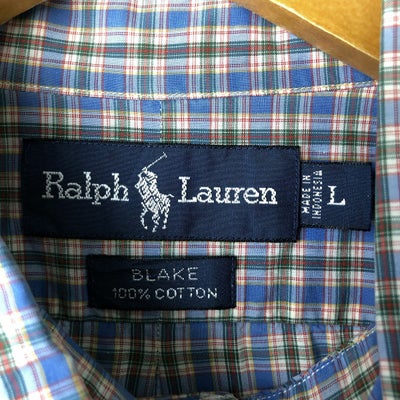 Ralph Lauren
MADE IN
INDONESIA
L
BLAKE
100% COTTON